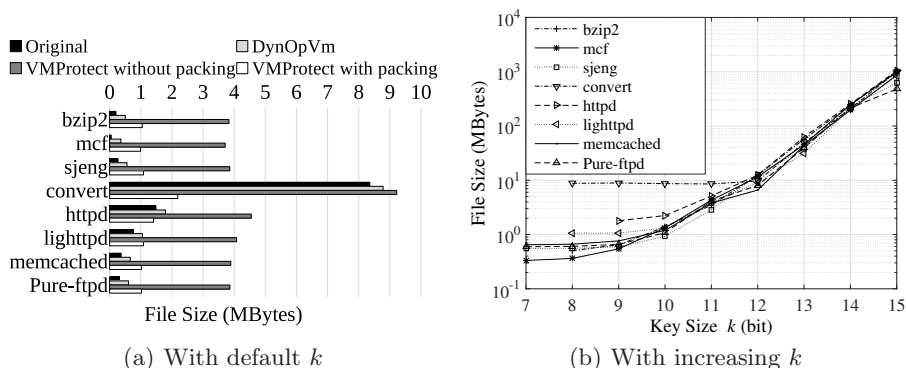 Original
DynOpVm
VMProtect without packing
VMProtect with packing
0 1 2 3 4 5 6 7 8 9 10
bzip2
mcf
sjeng
convert
httpd
lighttpd
memcached
Pure-ftpd
File Size (MBytes)
(a) With default k
10^4
10^3
10^2
10^1
10^0
10^-1
File Size (MBytes)
bzip2
mcf
sjeng
convert
httpd
lighttpd
memcached
Pure-ftpd
7 8 9 10 11 12 13 14 15
Key Size k (bit)
(b) With increasing k